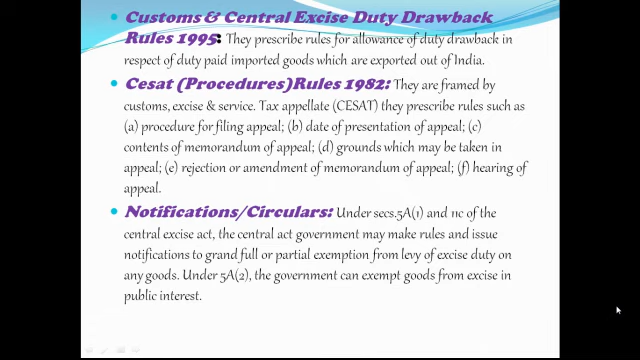 Customs & Central Excise Duty Drawback
Rules 1995: They prescribe rules for allowance of duty drawback in
respect of duty paid imported goods which are exported out of India.
Cesat (Procedures)Rules 1982: They are framed by
customs, excise & service. Tax appellate (CESAT) they prescribe rules such as
(a) procedure for filing appeal; (b) date of presentation of appeal; (c)
contents of memorandum of appeal; (d) grounds which may be taken in
appeal; (e) rejection or amendment of memorandum of appeal; (f) hearing of
appeal.
Notifications/Circulars: Under secs.5A(1) and 11c of the
central excise act, the central act government may make rules and issue
notifications to grand full or partial exemption from levy of excise duty on
any goods. Under 5A(2), the government can exempt goods from excise in
public interest.